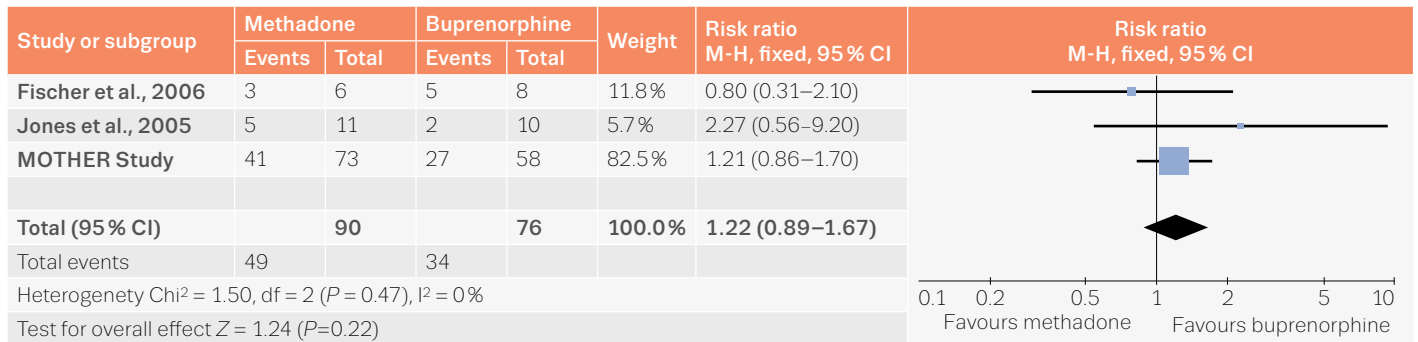 Study or subgroup Methadone Buprenorphine Weight Risk ratio M-H, fixed, 95 % CI Risk ratio M-H, fixed, 95 % CI
Events Total Events Total
Fischer et al., 2006 3 6 5 8 11.8 % 0.80 (0.31–2.10)
Jones et al., 2005 5 11 2 10 5.7 % 2.27 (0.56–9.20)
MOTHER Study 41 73 27 58 82.5 % 1.21 (0.86–1.70)
Total (95 % CI) 90 76 100.0 % 1.22 (0.89–1.67)
Total events 49 34
Heterogenety Chi² = 1.50, df = 2 (P = 0.47), I² = 0 %
Test for overall effect Z = 1.24 (P=0.22)
0.1 0.2 0.5 1 2 5 10
Favours methadone Favours buprenorphine